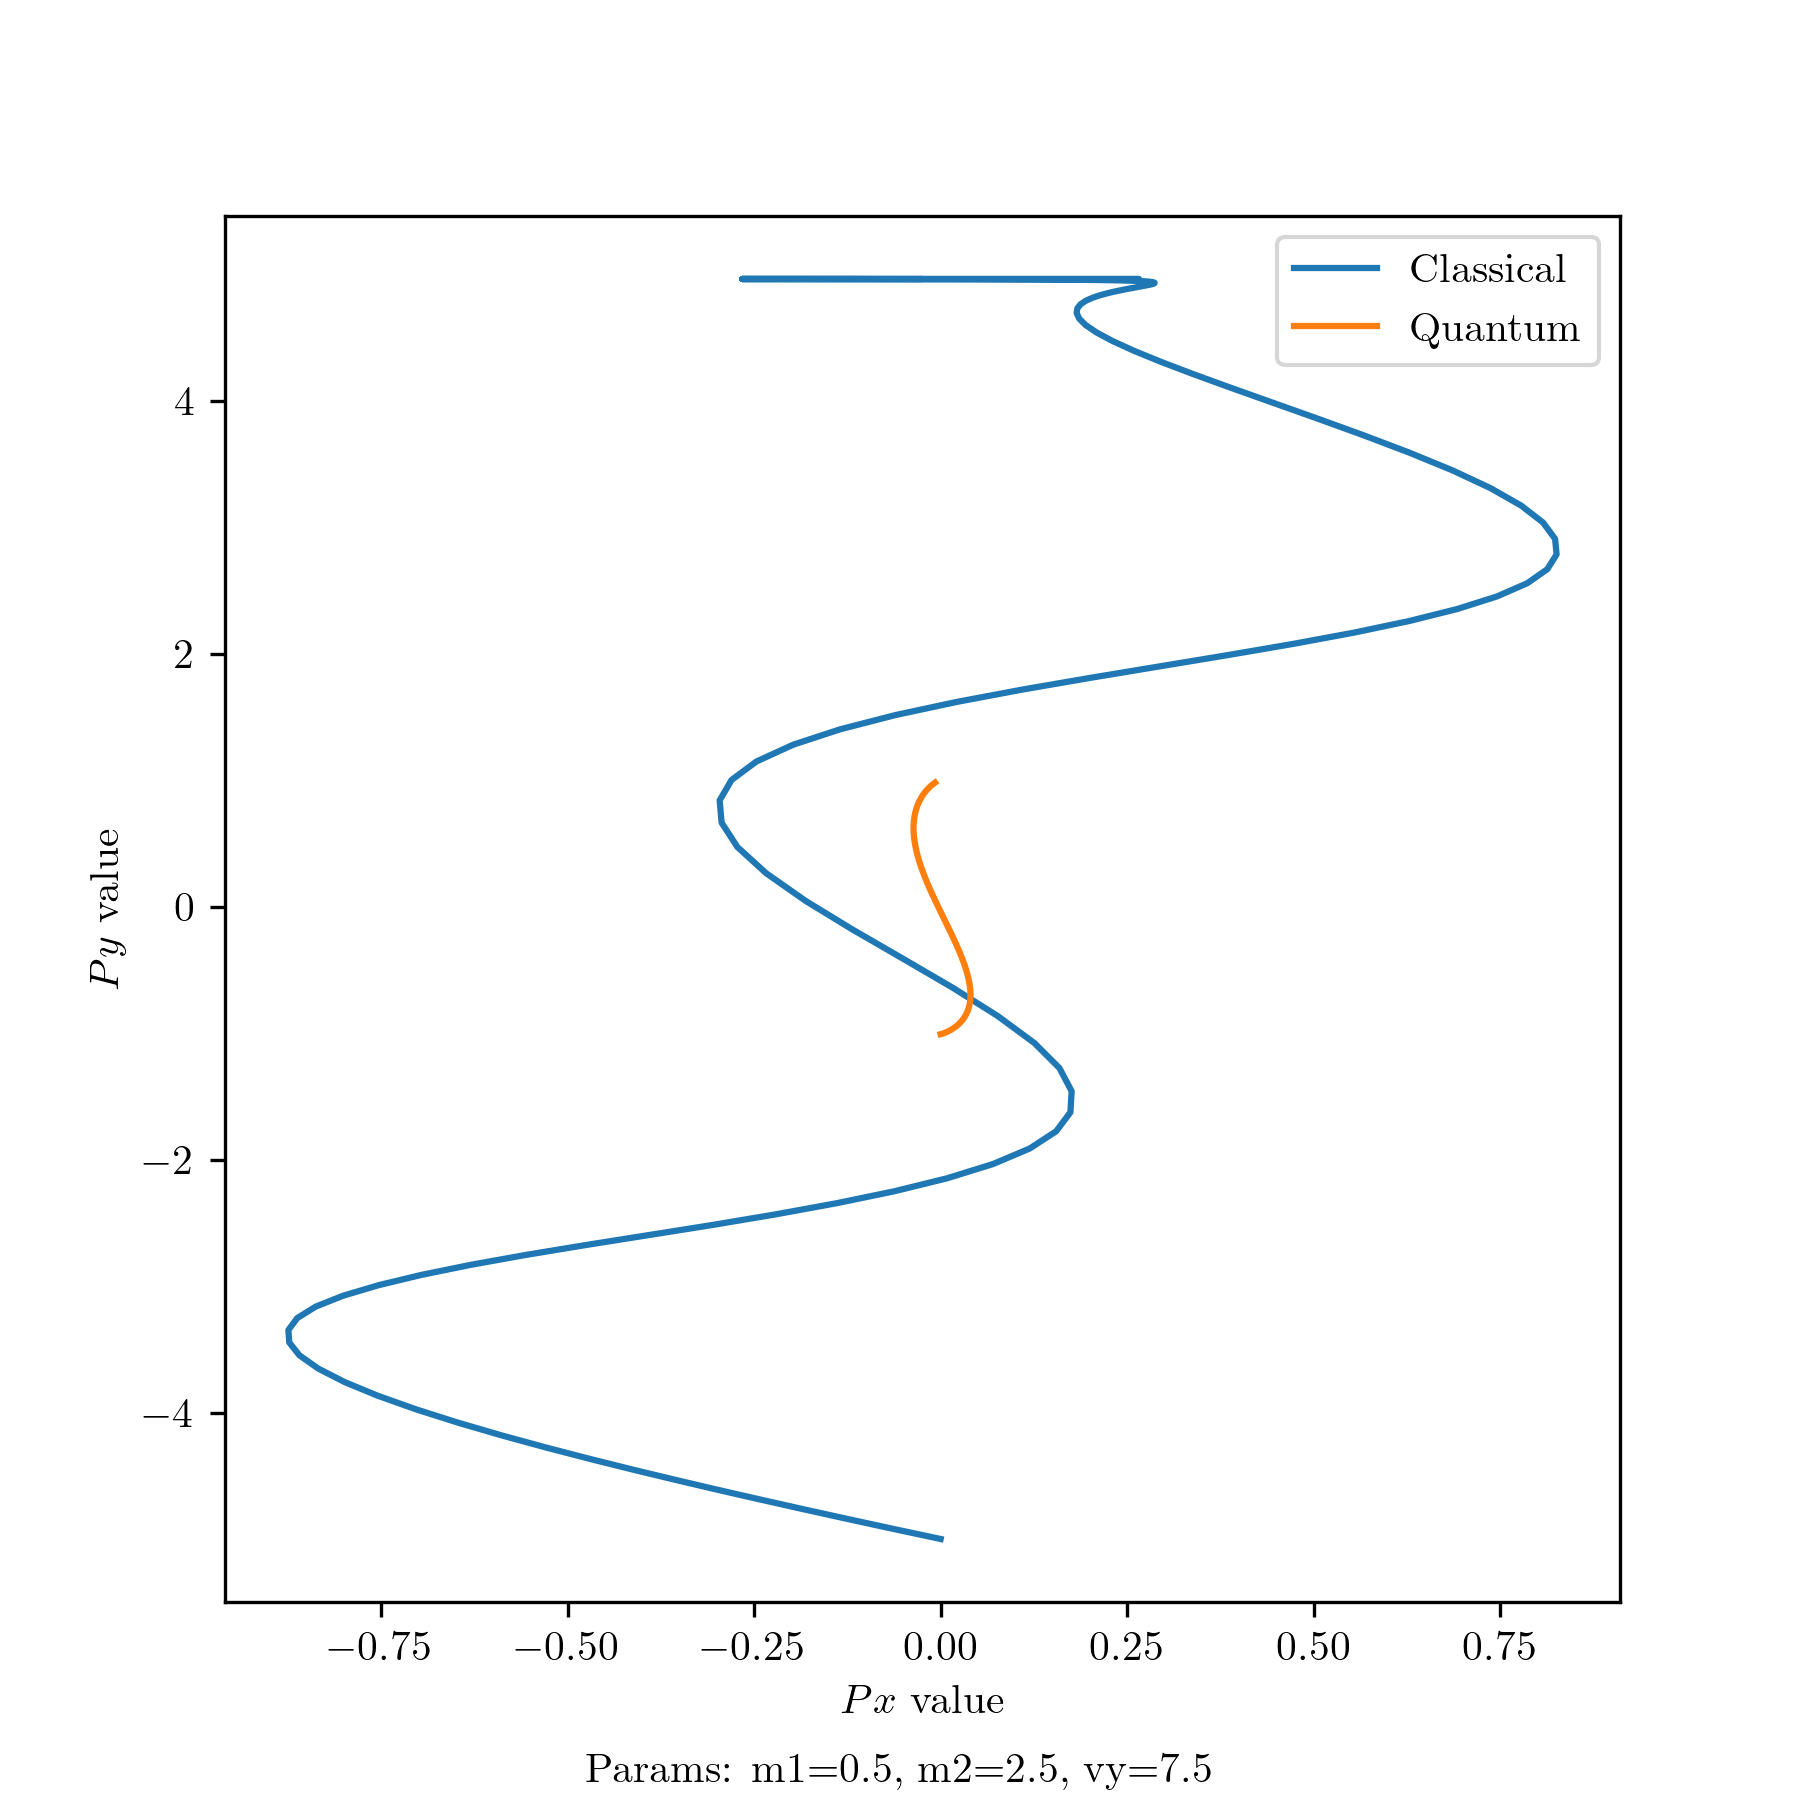 Classical
Quantum
4
2
0
−2
−4
Py value
−0.75 −0.50 −0.25 0.00 0.25 0.50 0.75
Px value
Params: m1=0.5, m2=2.5, vy=7.5